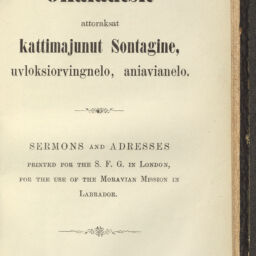 attoraksat
kattimajunut Sontagine,
uvloksiorvingnelo, aniavianelo.
SERMONS AND ADRESSES
PRINTED FOR THE S. F. G. IN LONDON,
FOR THE USE OF THE MORAVIAN MISSION IN
LABRADOR.